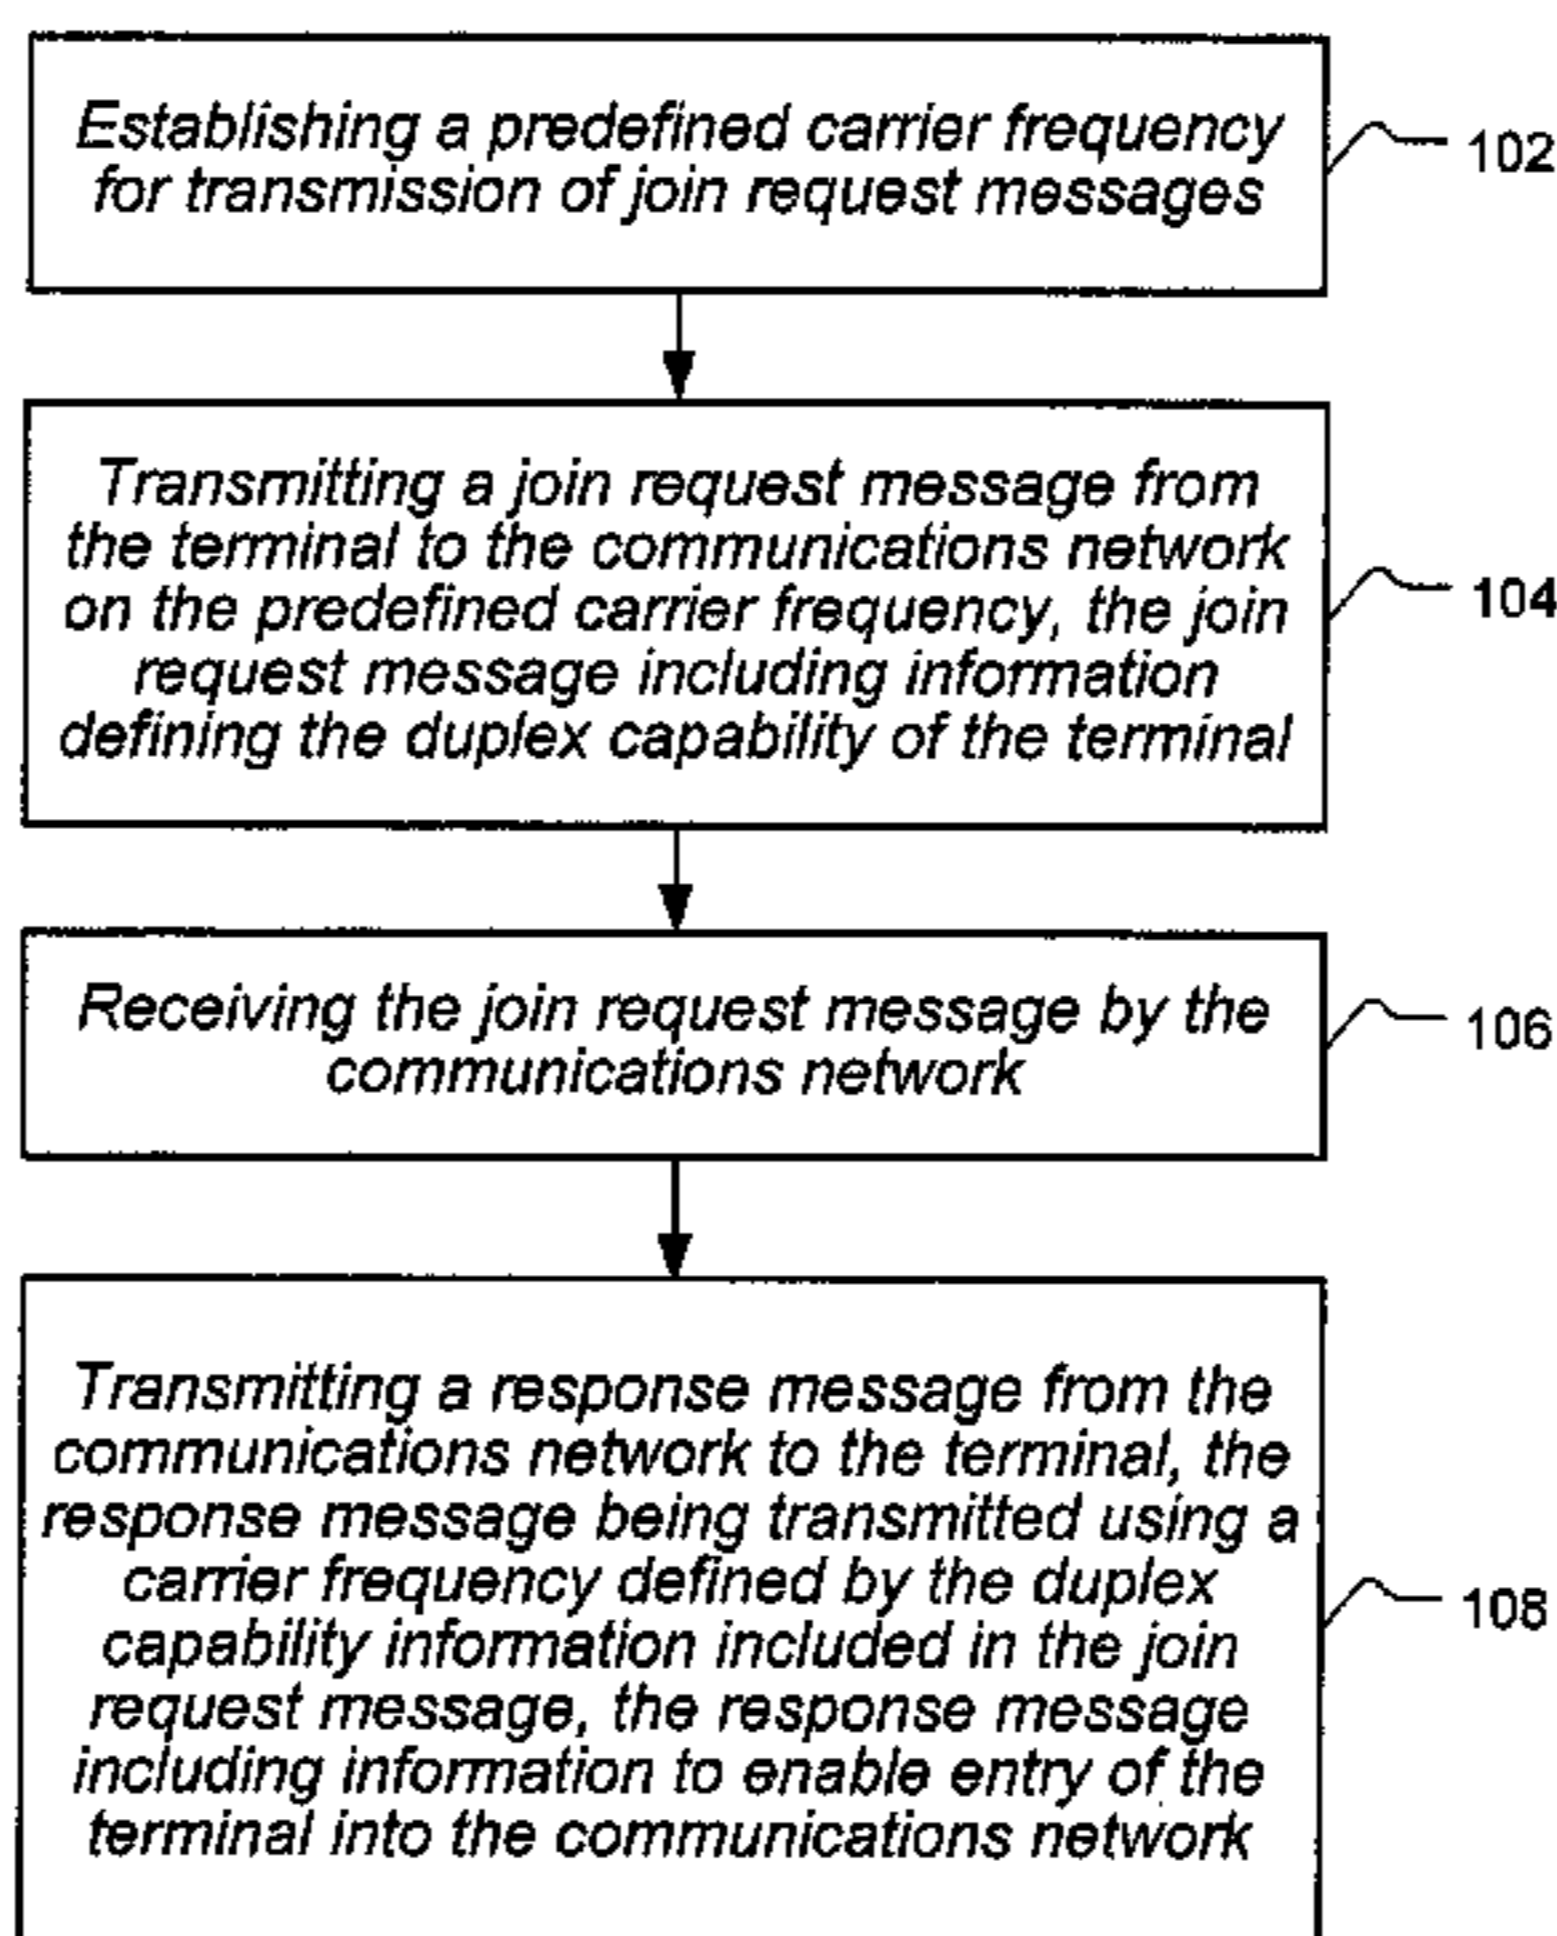 Establishing a predefined carrier frequency
for transmission of join request messages
102
Transmitting a join request message from
the terminal to the communications network
on the predefined carrier frequency, the join
request message including information
defining the duplex capability of the terminal
104
Receiving the join request message by the
communications network
106
Transmitting a response message from the
communications network to the terminal, the
response message being transmitted using a
carrier frequency defined by the duplex
capability information included in the join
request message, the response message
including information to enable entry of the
terminal into the communications network
108